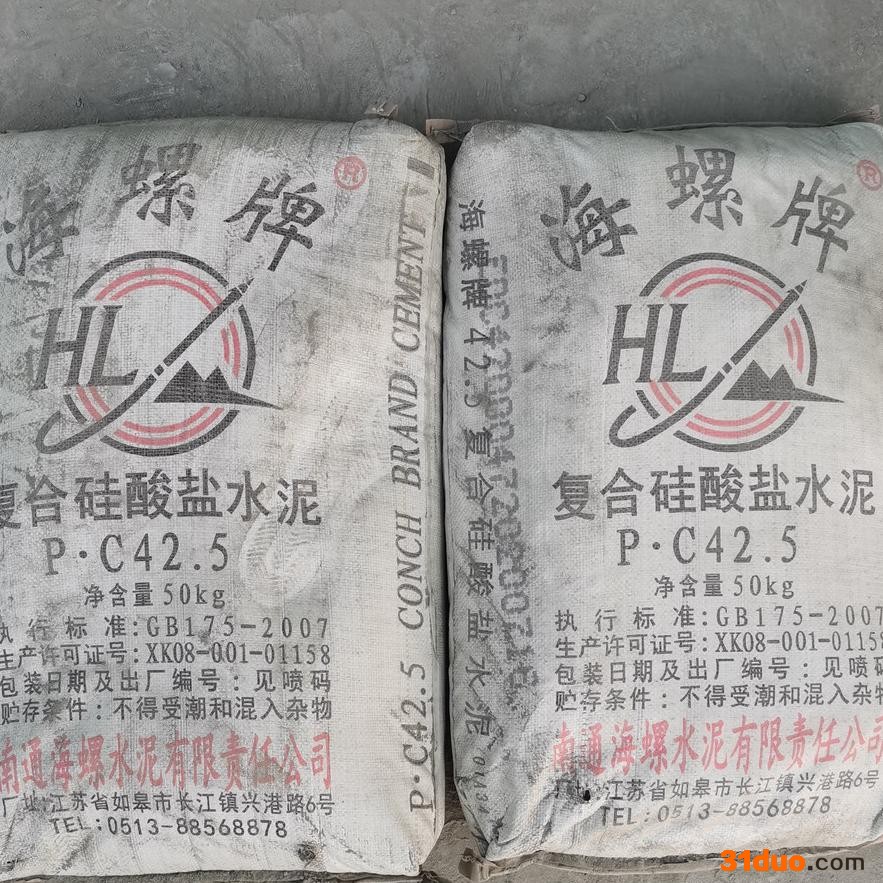 海螺牌®
HL
复合硅酸盐水泥
P·C42.5
净含量50kg
执行标准:GB175-2007
生产许可证号:XK08-001-01158
包装日期及出厂编号:见喷码
贮存条件:不得受潮和混入杂物
南通海螺水泥有限责任公司
厂址:江苏省如皋市长江镇兴港路6号
TEL:0513-88568878
P·C42.5 CONCH BRAND CEMENT
海螺牌42.5复合硅酸盐水泥
海螺牌®
HL
复合硅酸盐水泥
P·C42.5
净含量50kg
执行标准:GB175-2007
生产许可证号:XK08-001-01158
包装日期及出厂编号:见喷码
贮存条件:不得受潮和混入杂物
南通海螺水泥有限责任公司
址:江苏省如皋市长江镇兴港路6号
TEL:0513-88568878
31duo.com